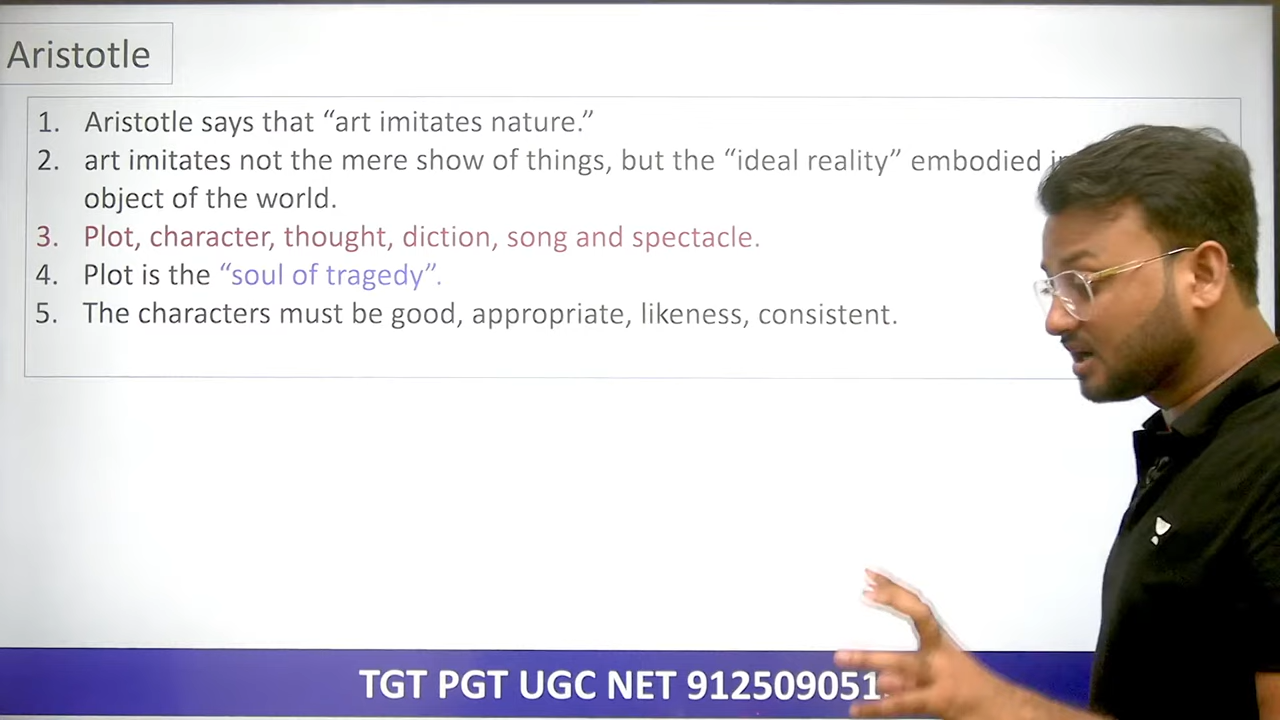 Aristotle
1. Aristotle says that “art imitates nature.”
2. art imitates not the mere show of things, but the “ideal reality” embodied
object of the world.
3. Plot, character, thought, diction, song and spectacle.
4. Plot is the “soul of tragedy”.
5. The characters must be good, appropriate, likeness, consistent.
TGT PGT UGC NET 912509051